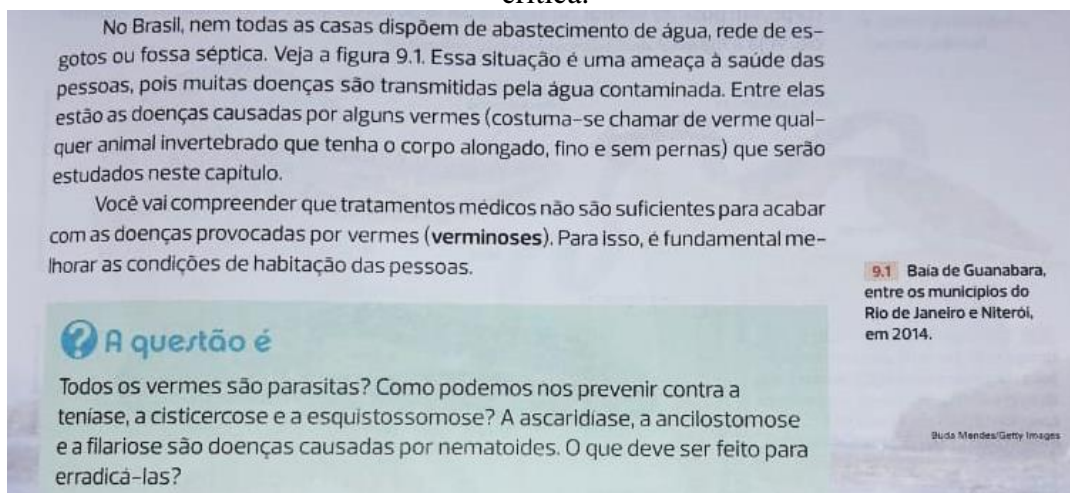 crítica.
No Brasil, nem todas as casas dispõem de abastecimento de água, rede de es-
gotos ou fossa séptica. Veja a figura 9.1. Essa situação é uma ameaça à saúde das
pessoas, pois muitas doenças são transmitidas pela água contaminada. Entre elas
estão as doenças causadas por alguns vermes (costuma-se chamar de verme qual-
quer animal invertebrado que tenha o corpo alongado, fino e sem pernas) que serão
estudados neste capítulo.
Você vai compreender que tratamentos médicos não são suficientes para acabar
com as doenças provocadas por vermes (verminoses). Para isso, é fundamental me-
lhorar as condições de habitação das pessoas.
9.1 Baía de Guanabara,
entre os municípios do
Rio de Janeiro e Niterói,
em 2014.
? A questão é
Todos os vermes são parasitas? Como podemos nos prevenir contra a
teníase, a cisticercose e a esquistossomose? A ascaridíase, a ancilostomose
e a filariose são doenças causadas por nematoides. O que deve ser feito para
erradicá-las?
Buda Mendes/Getty Images